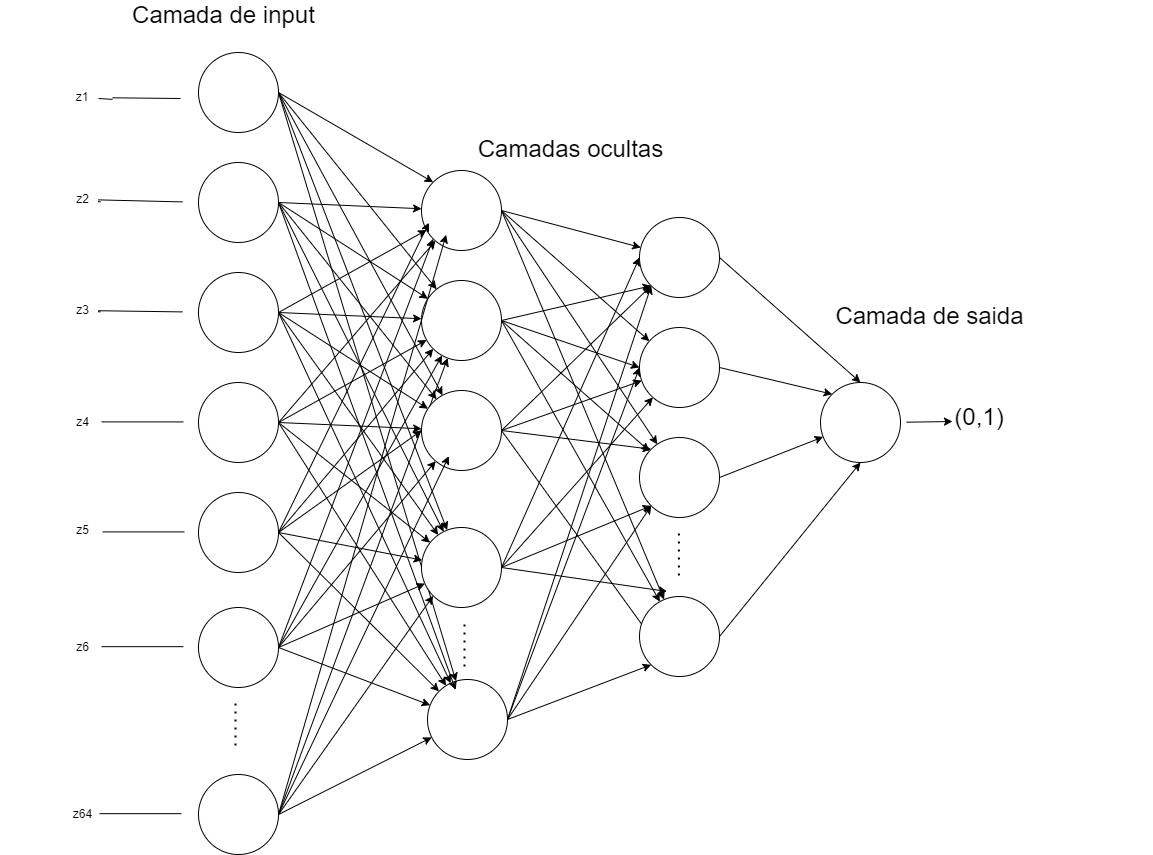 Camada de input
z1
Camadas ocultas
z2
z3
Camada de saida
z4
(0,1)
z5
z6
z64